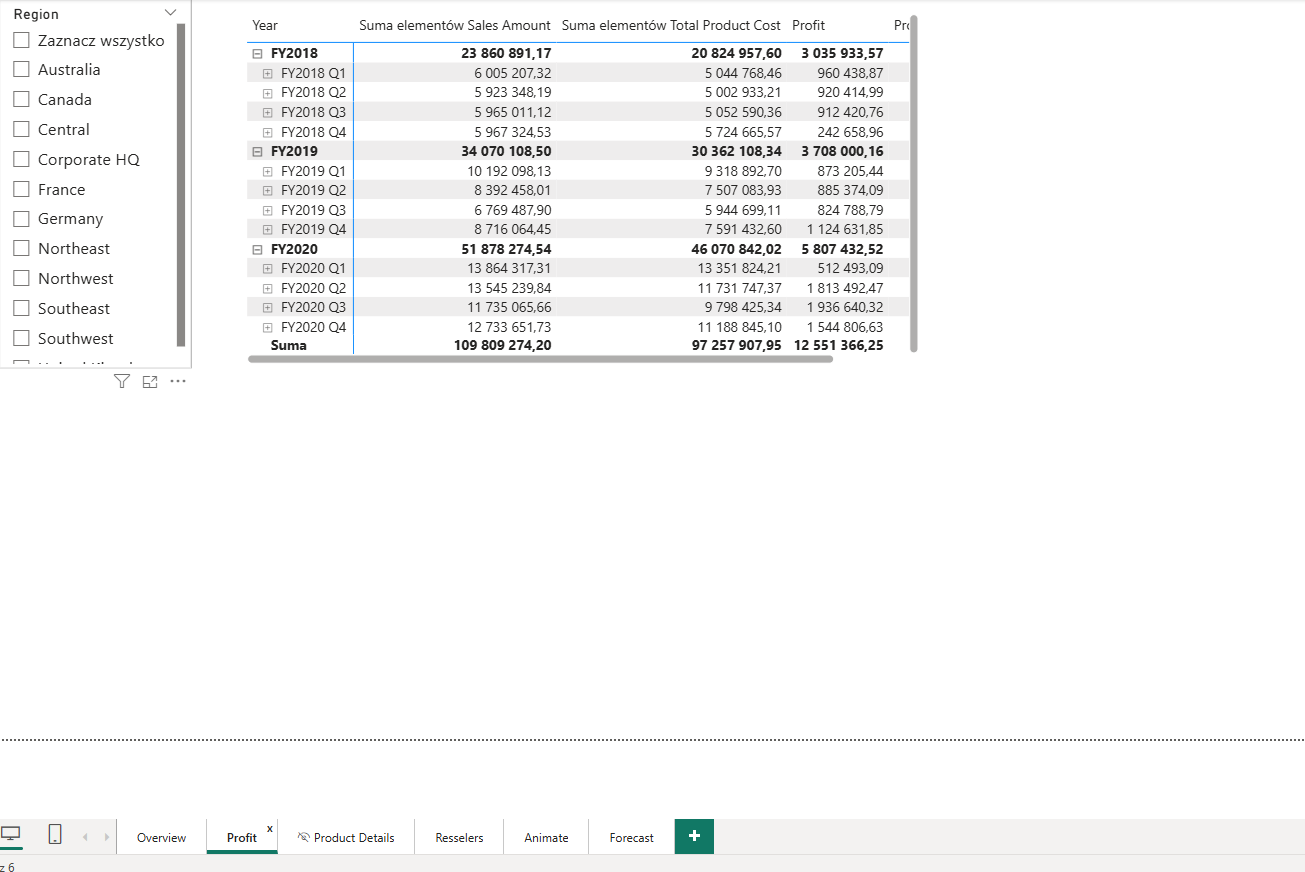 Region
Zaznacz wszystko
Australia
Canada
Central
Corporate HQ
France
Germany
Northeast
Northwest
Southeast
Southwest
Year Suma elementów Sales Amount Suma elementów Total Product Cost Profit
FY2018 23 860 891,17 20 824 957,60 3 035 933,57
FY2018 Q1 6 005 207,32 5 044 768,46 960 438,87
FY2018 Q2 5 923 348,19 5 002 933,21 920 414,99
FY2018 Q3 5 965 011,12 5 052 590,36 912 420,76
FY2018 Q4 5 967 324,53 5 724 665,57 242 658,96
FY2019 34 070 108,50 30 362 108,34 3 708 000,16
FY2019 Q1 10 192 098,13 9 318 892,70 873 205,44
FY2019 Q2 8 392 458,01 7 507 083,93 885 374,09
FY2019 Q3 6 769 487,90 5 944 699,11 824 788,79
FY2019 Q4 8 716 064,45 7 591 432,60 1 124 631,85
FY2020 51 878 274,54 46 070 842,02 5 807 432,52
FY2020 Q1 13 864 317,31 13 351 824,21 512 493,09
FY2020 Q2 13 545 239,84 11 731 747,37 1 813 492,47
FY2020 Q3 11 735 065,66 9 798 425,34 1 936 640,32
FY2020 Q4 12 733 651,73 11 188 845,10 1 544 806,63
Suma 109 809 274,20 97 257 907,95 12 551 366,25
Overview Profit x Product Details Resselers Animate Forecast +
z 6